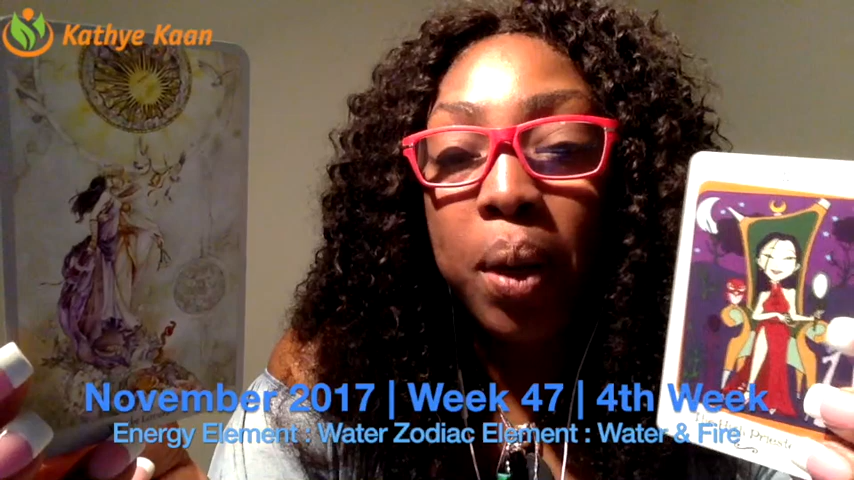 Kathye Kaan
November 2017 | Week 47 | 4th Week
Energy Element : Water Zodiac Element : Water & Fire